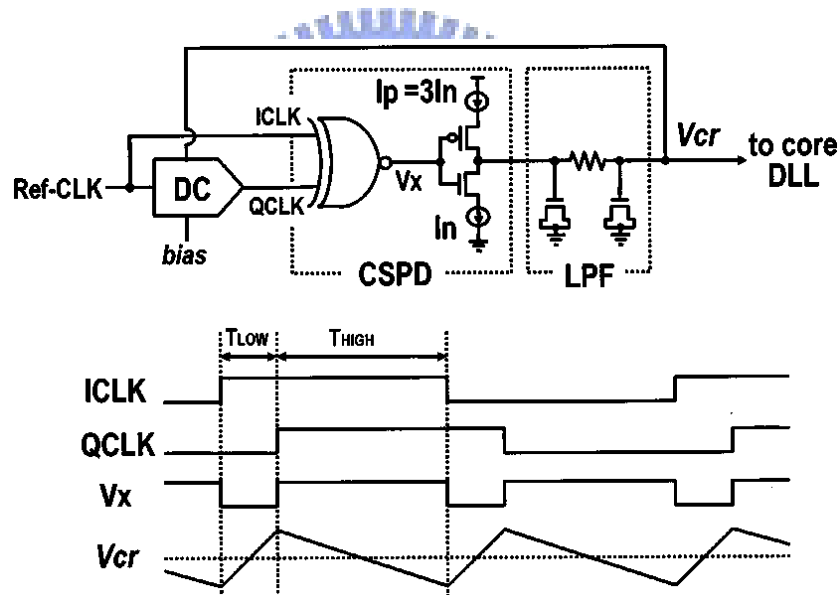 Ip =3In
ICLK
Vcr
to core
DLL
Ref-CLK
DC
Vx
QCLK
In
bias
CSPD
LPF
TLOW
THIGH
ICLK
QCLK
Vx
Vcr